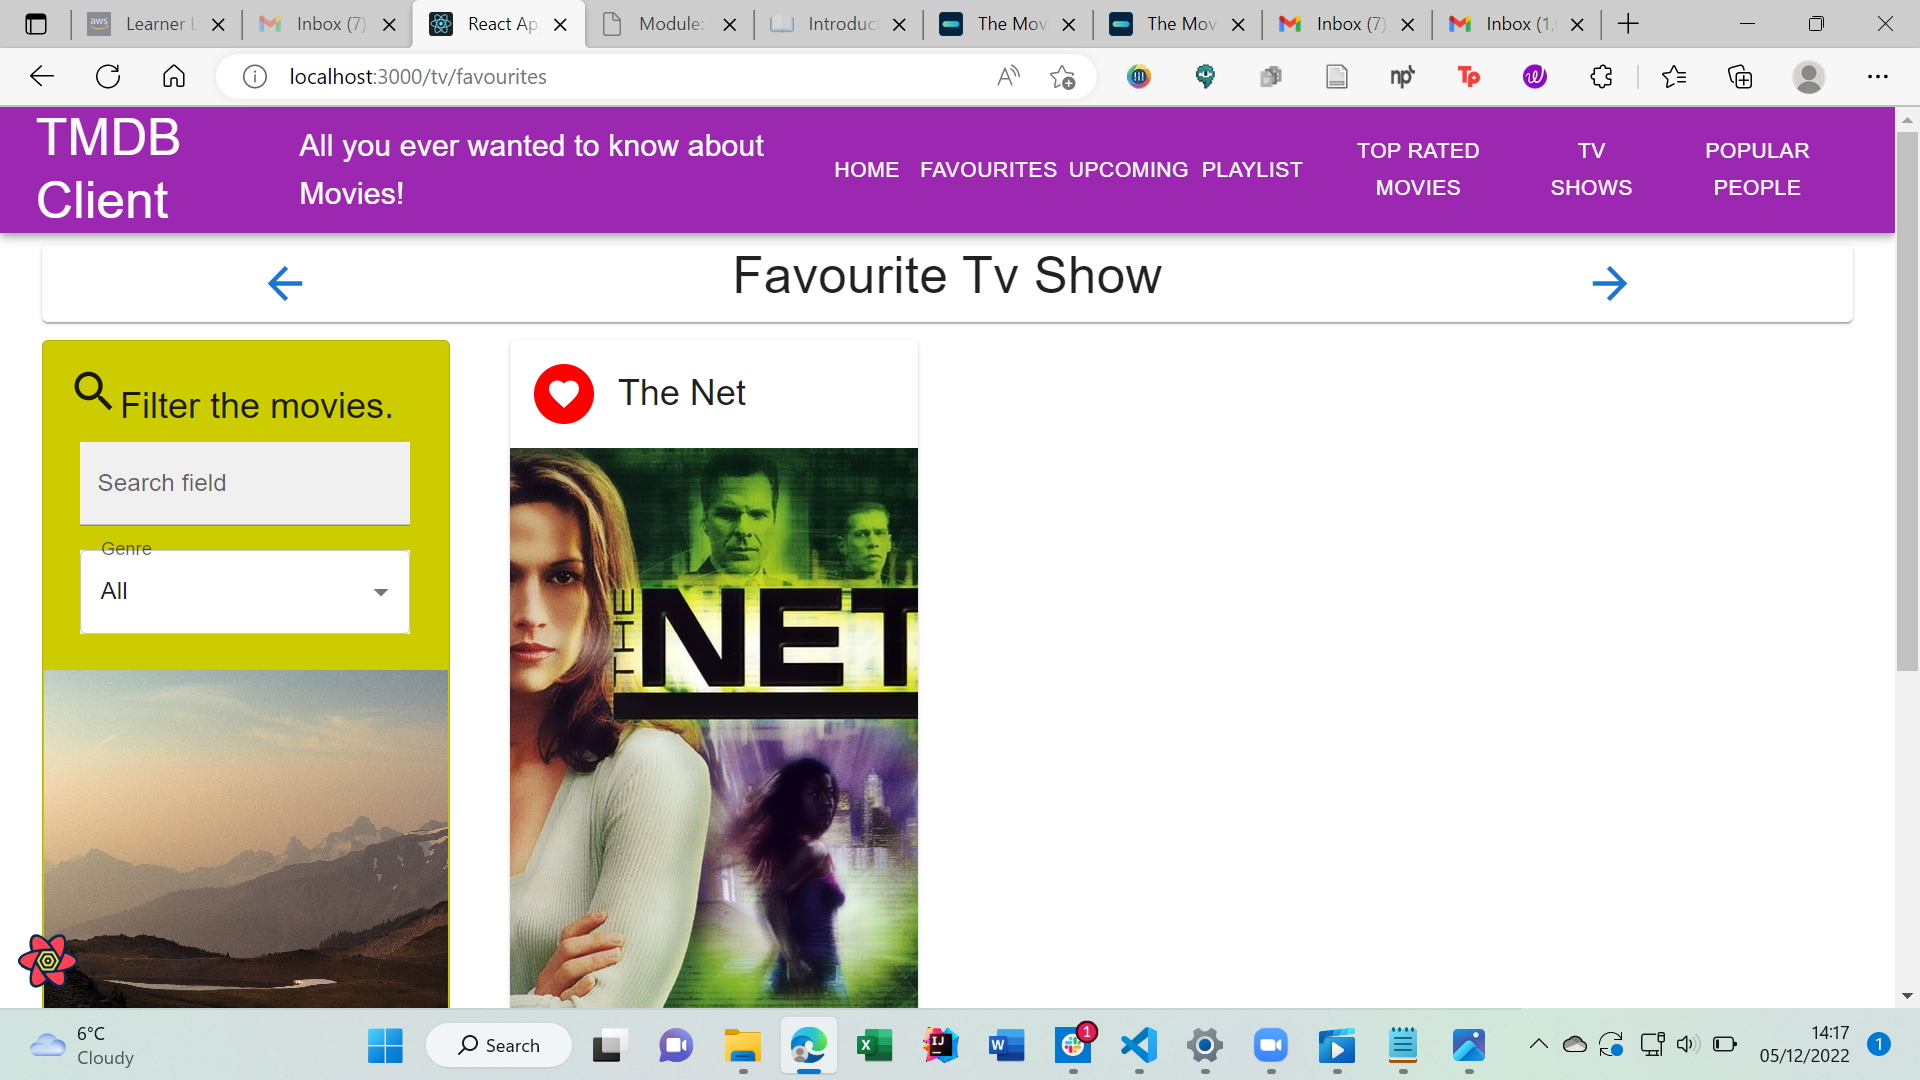 Learner L
Inbox (7)
React Ap
Module:
Introduc
The Mov
The Mov
Inbox (7)
Inbox (1,
localhost:3000/tv/favourites
TMDB
Client
All you ever wanted to know about
Movies!
HOME
FAVOURITES
UPCOMING
PLAYLIST
TOP RATED
MOVIES
TV
SHOWS
POPULAR
PEOPLE
Favourite Tv Show
Filter the movies.
Search field
Genre
All
The Net
THE
NET
6°C
Cloudy
Search
1
14:17
05/12/2022
1